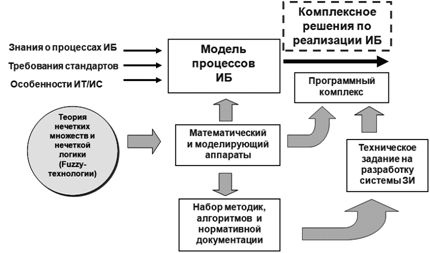 Комплексное
решения по
реализации ИБ
Знания о процессах ИБ
Требования стандартов
Особенности ИТ/ИС
Модель
процессов
ИБ
Программный
комплекс
Теория
нечетких
множеств и
нечеткой
логики
(Fuzzy-
технологии)
Математический
и моделирующий
аппараты
Техническое
задание на
разработку
системы ЗИ
Набор методик,
алгоритмов и
нормативной
документации